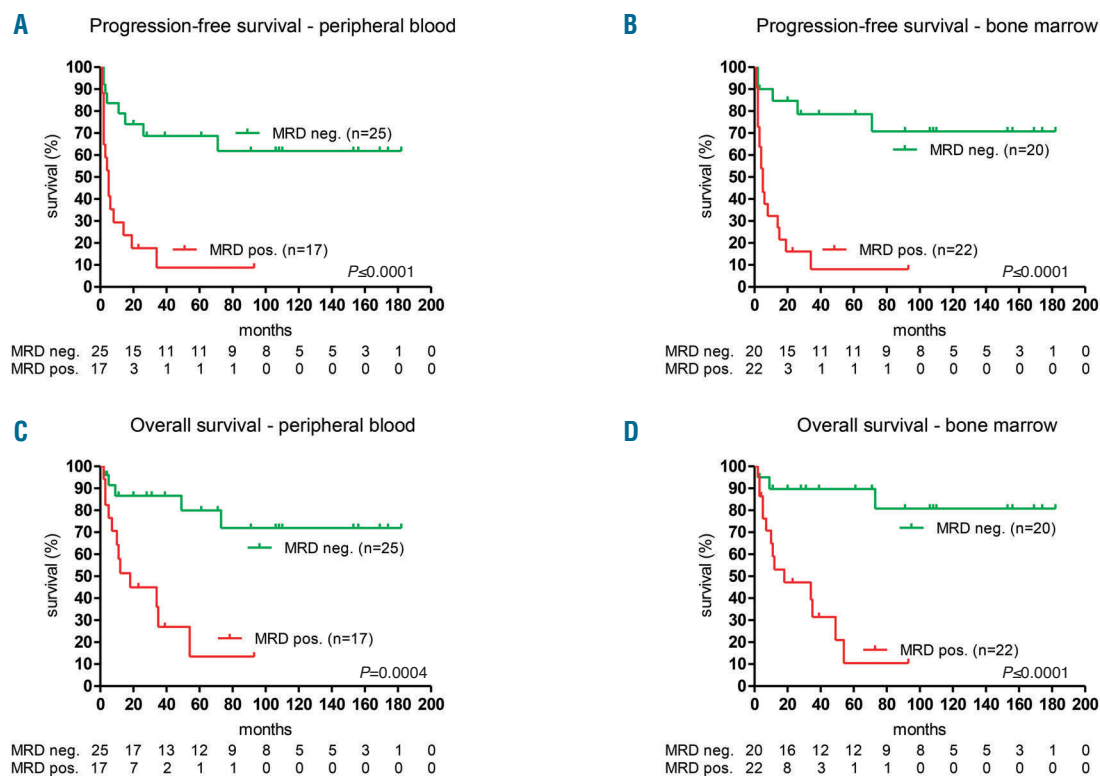 A Progression-free survival - peripheral blood
survival (%)
100
90
80
70
60
50
40
30
20
10
0
MRD neg. (n=25)
MRD pos. (n=17)
P≤0.0001
0 20 40 60 80 100 120 140 160 180 200
months
MRD neg. 25 15 11 11 9 8 5 5 3 1 0
MRD pos. 17 3 1 1 1 0 0 0 0 0 0
B Progression-free survival - bone marrow
survival (%)
100
90
80
70
60
50
40
30
20
10
0
MRD neg. (n=20)
MRD pos. (n=22)
P≤0.0001
0 20 40 60 80 100 120 140 160 180 200
months
MRD neg. 20 15 11 11 9 8 5 5 3 1 0
MRD pos. 22 3 1 1 1 0 0 0 0 0 0
C Overall survival - peripheral blood
survival (%)
100
90
80
70
60
50
40
30
20
10
0
MRD neg. (n=25)
MRD pos. (n=17)
P=0.0004
0 20 40 60 80 100 120 140 160 180 200
months
MRD neg. 25 17 13 12 9 8 5 5 3 1 0
MRD pos. 17 7 2 1 1 0 0 0 0 0 0
D Overall survival - bone marrow
survival (%)
100
90
80
70
60
50
40
30
20
10
0
MRD neg. (n=20)
MRD pos. (n=22)
P≤0.0001
0 20 40 60 80 100 120 140 160 180 200
months
MRD neg. 20 16 12 12 9 8 5 5 3 1 0
MRD pos. 22 8 3 1 1 0 0 0 0 0 0